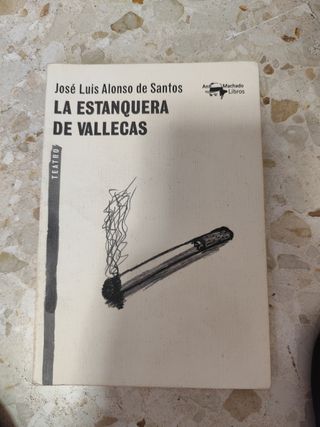 José Luis Alonso de Santos
LA ESTANQUERA
DE VALLECAS
Machado
Libros
TEATRO